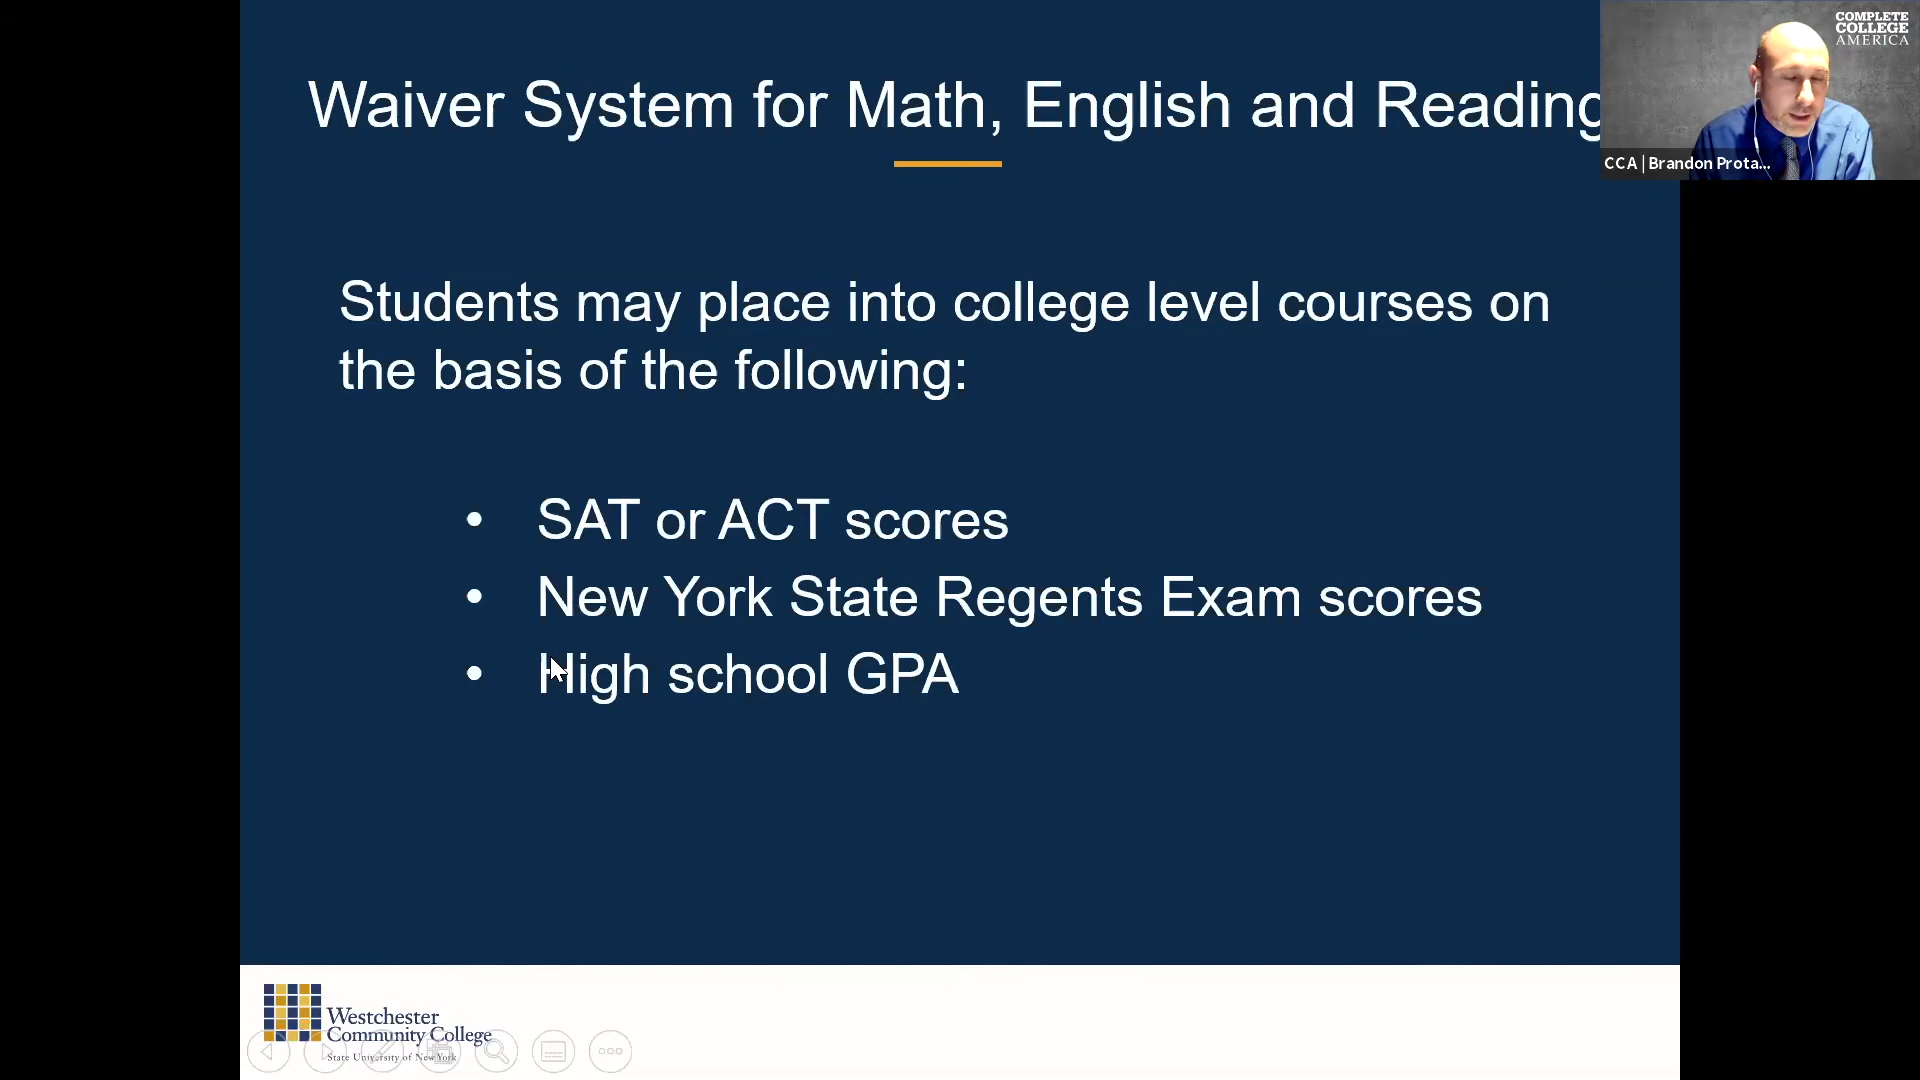 Waiver System for Math, English and Reading
COMPLETE
COLLEGE
AMERICA
CCA | Brandon Prota...
Students may place into college level courses on
the basis of the following:
• SAT or ACT scores
• New York State Regents Exam scores
• High school GPA
Westchester
Community College
State University of New York